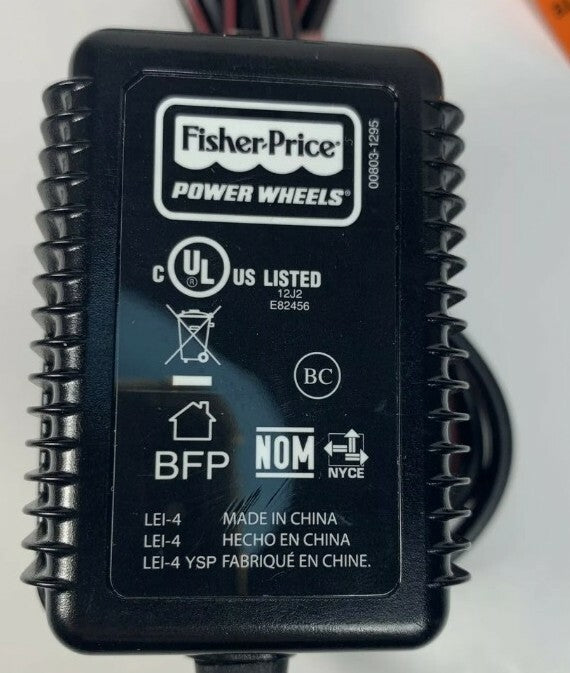 Fisher-Price®
POWER WHEELS®
00803-1295
C UL® US LISTED
12J2
E82456
BC
BFP
NOM
NYCE
LEI-4 MADE IN CHINA
LEI-4 HECHO EN CHINA
LEI-4 YSP FABRIQUÉ EN CHINE.